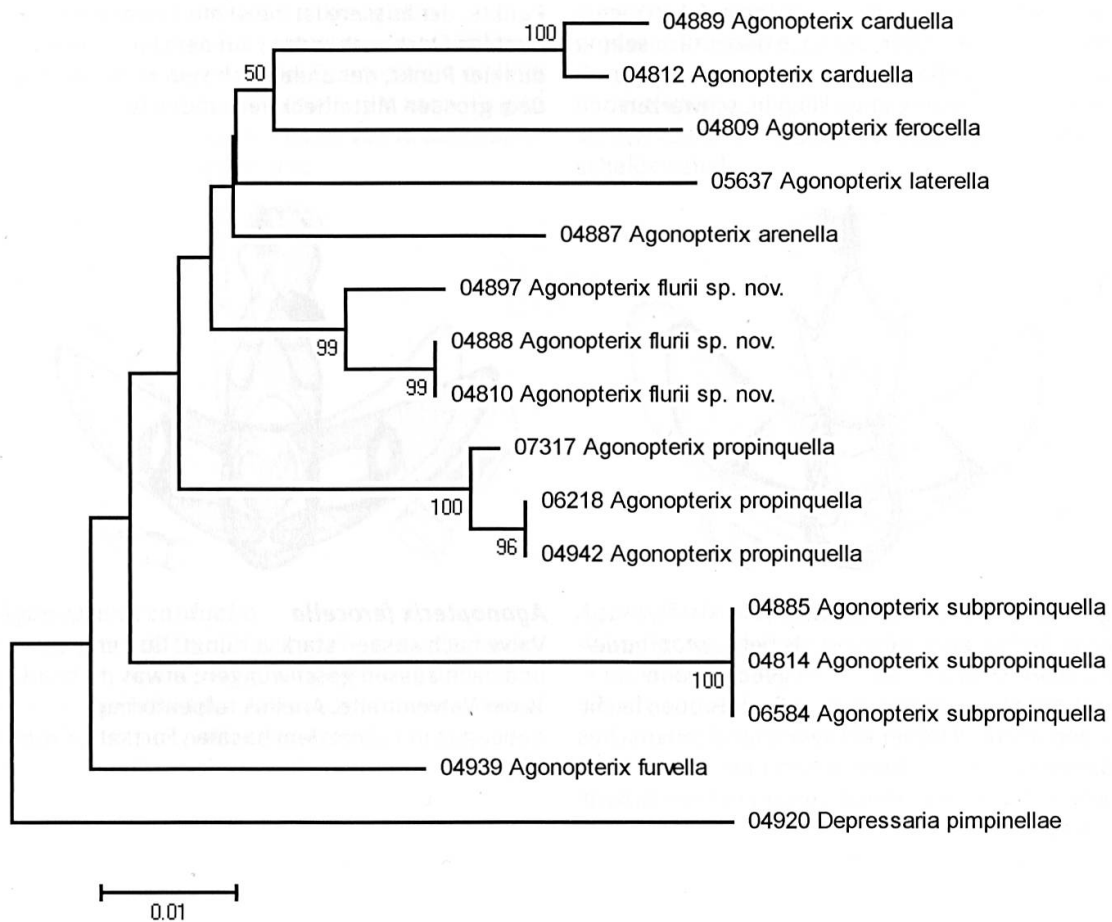 04889 Agonopterix carduella
100
04812 Agonopterix carduella
50
04809 Agonopterix ferocella
05637 Agonopterix laterella
04887 Agonopterix arenella
04897 Agonopterix flurii sp. nov.
04888 Agonopterix flurii sp. nov.
99
99
04810 Agonopterix flurii sp. nov.
07317 Agonopterix propinquella
06218 Agonopterix propinquella
100
96
04942 Agonopterix propinquella
04885 Agonopterix subpropinquella
04814 Agonopterix subpropinquella
100
06584 Agonopterix subpropinquella
04939 Agonopterix furvella
04920 Depressaria pimpinellae
0.01